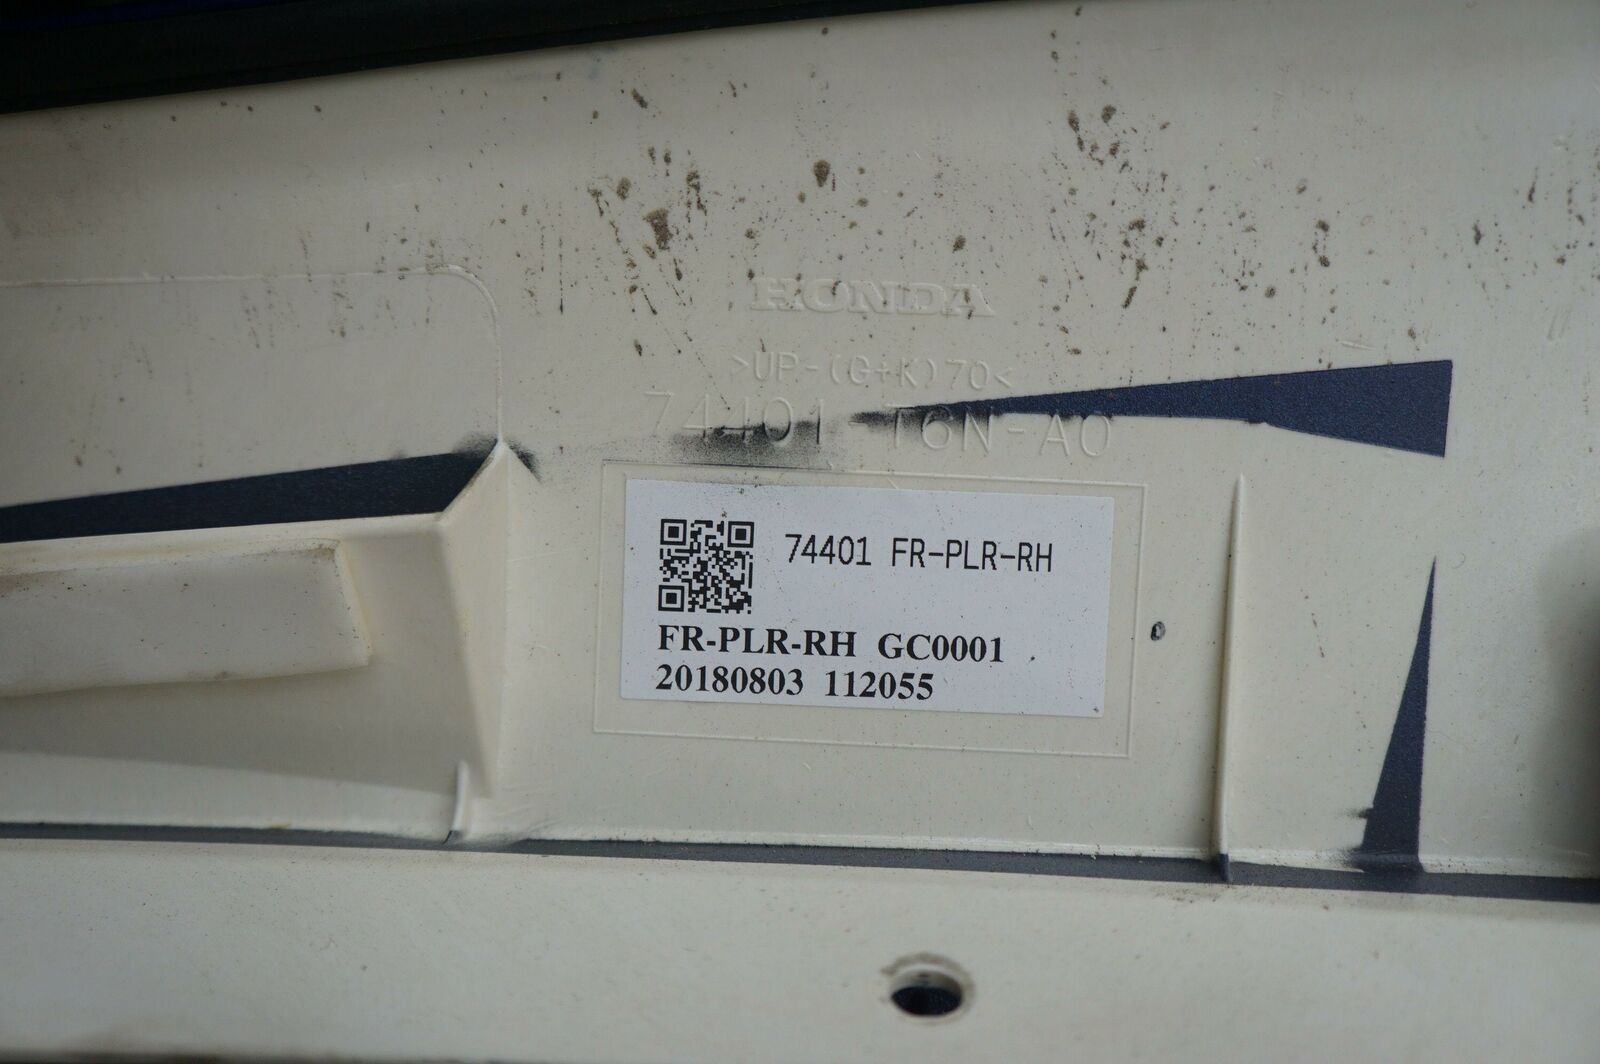 HONDA
>UP-(G+K)70<
74401-T6N-A0
74401 FR-PLR-RH
FR-PLR-RH GC0001
20180803 112055